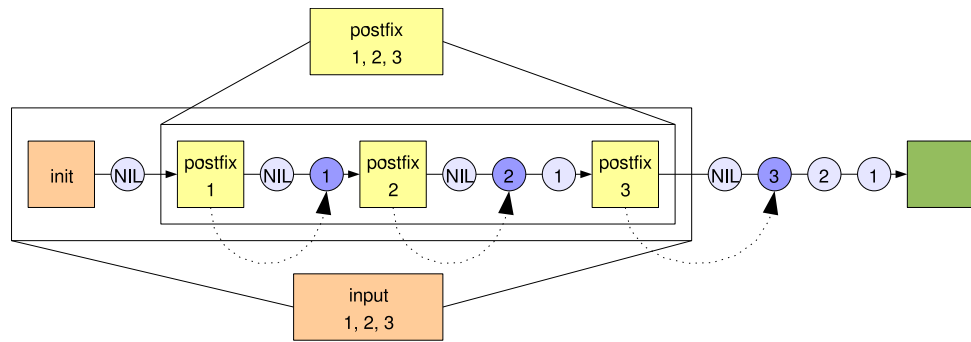 postfix
1, 2, 3
init
NIL
postfix
1
NIL
1
postfix
2
NIL
2
1
postfix
3
NIL
3
2
1
input
1, 2, 3